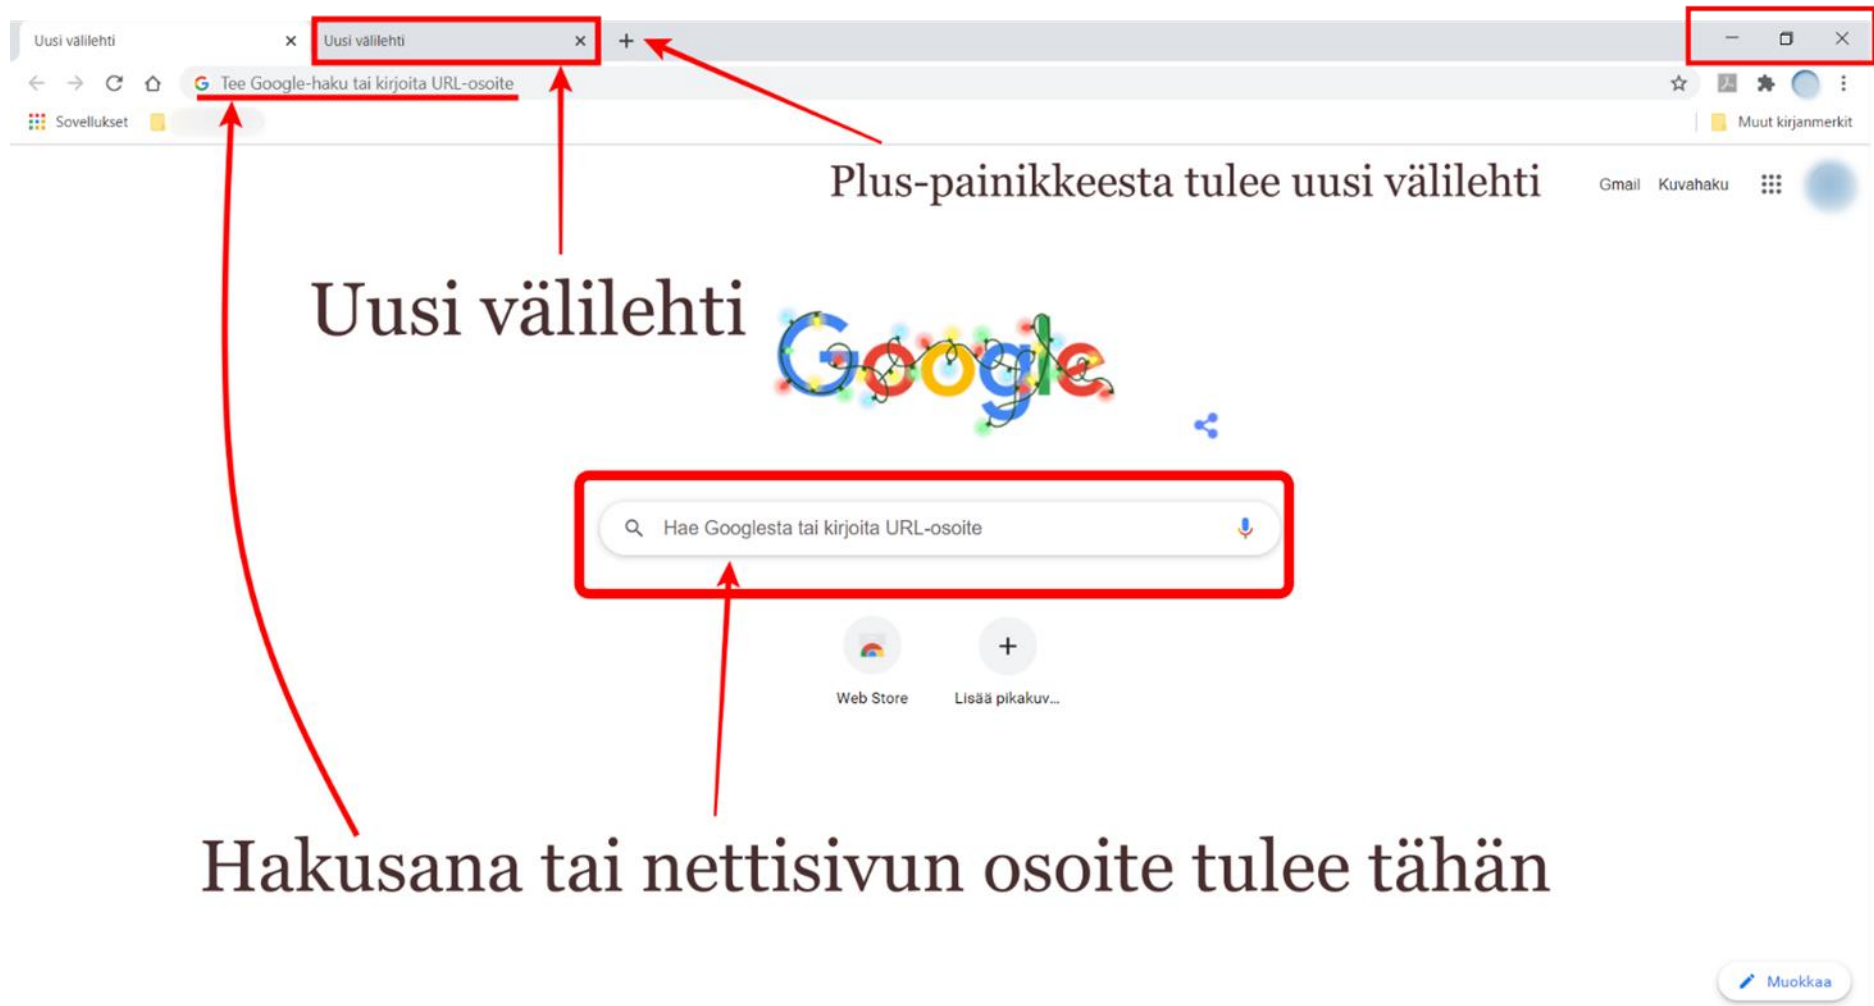 Uusi välilehti
Uusi välilehti
Tee Google-haku tai kirjoita URL-osoite
Sovellukset
Muut kirjanmerkit
Plus-painikkeesta tulee uusi välilehti
Gmail Kuvahaku
Uusi välilehti
Google
Hae Googlesta tai kirjoita URL-osoite
Web Store
Lisää pikakuv...
Hakusana tai nettisivun osoite tulee tähän
Muokkaa